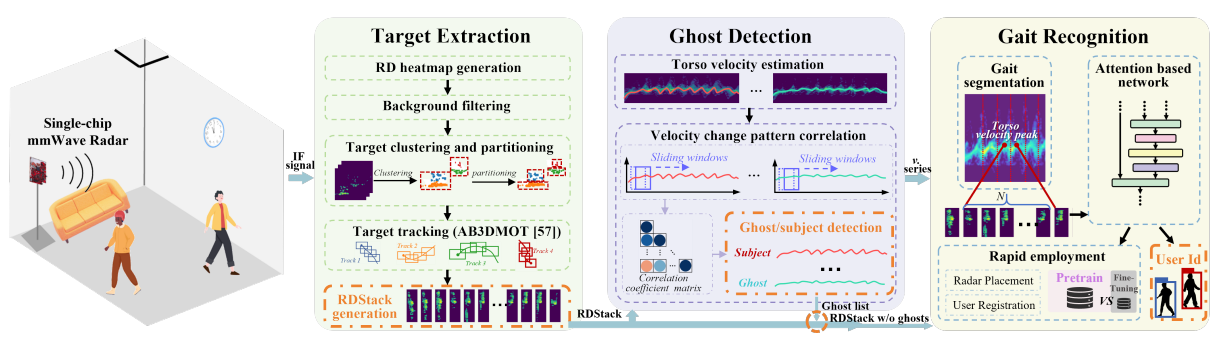 Single-chip
mmWave Radar
IF
signal
Target Extraction
RD heatmap generation
Background filtering
Target clustering and partitioning
Clustering
partitioning
Target tracking (AB3DMOT [57])
Track 1
Track 2
Track 3
Track 4
RDStack
generation
RDStack
Ghost Detection
Torso velocity estimation
...
Velocity change pattern correlation
Sliding windows
...
Sliding windows
Correlation
coefficient matrix
Ghost/subject detection
Subject
...
Ghost
Ghost list
RDStack w/o ghosts
v.
series
Gait Recognition
Gait
segmentation
Torso
velocity peak
N
Attention based
network
Rapid employment
Radar Placement
User Registration
Pretrain
VS
Fine-
Tuning
User Id